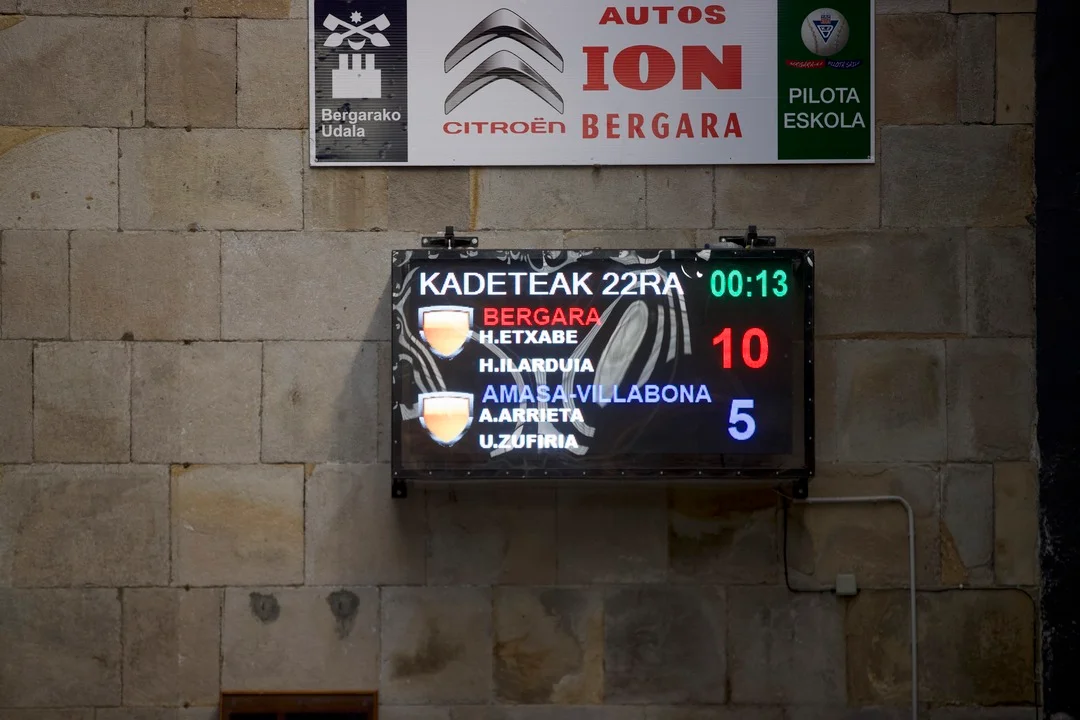 Bergarako
Udala
CITROËN
AUTOS
ION
BERGARA
PILOTA
ESKOLA
KADETEAK 22RA 00:13
BERGARA
H.ETXABE
H.ILARDUIA
10
AMASA-VILLABONA
A.ARRIETA
U.ZUFIRIA
5